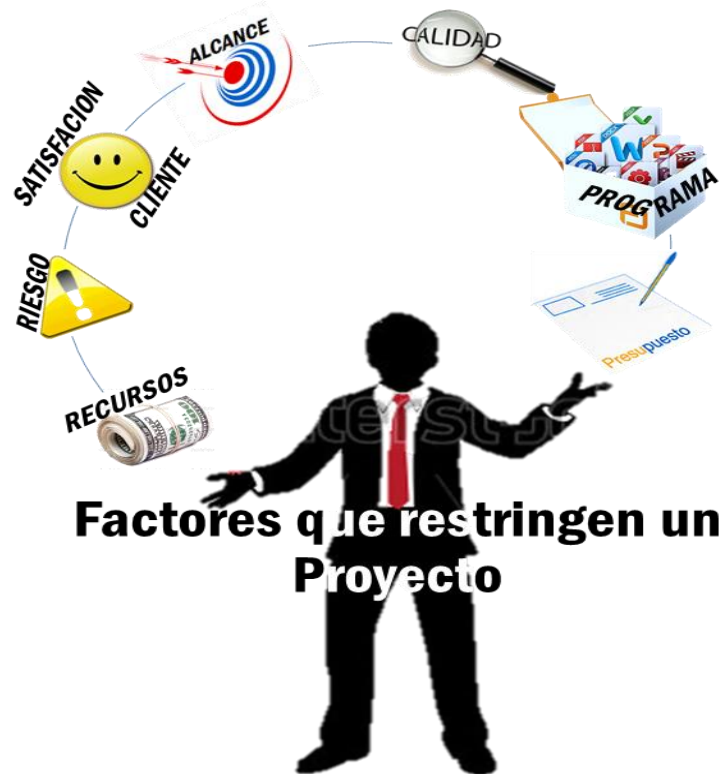 CALIDAD
ALCANCE
SATISFACION
CLIENTE
PROGRAMA
RIESGO
Presupuesto
RECURSOS
Factores que restringen un
Proyecto